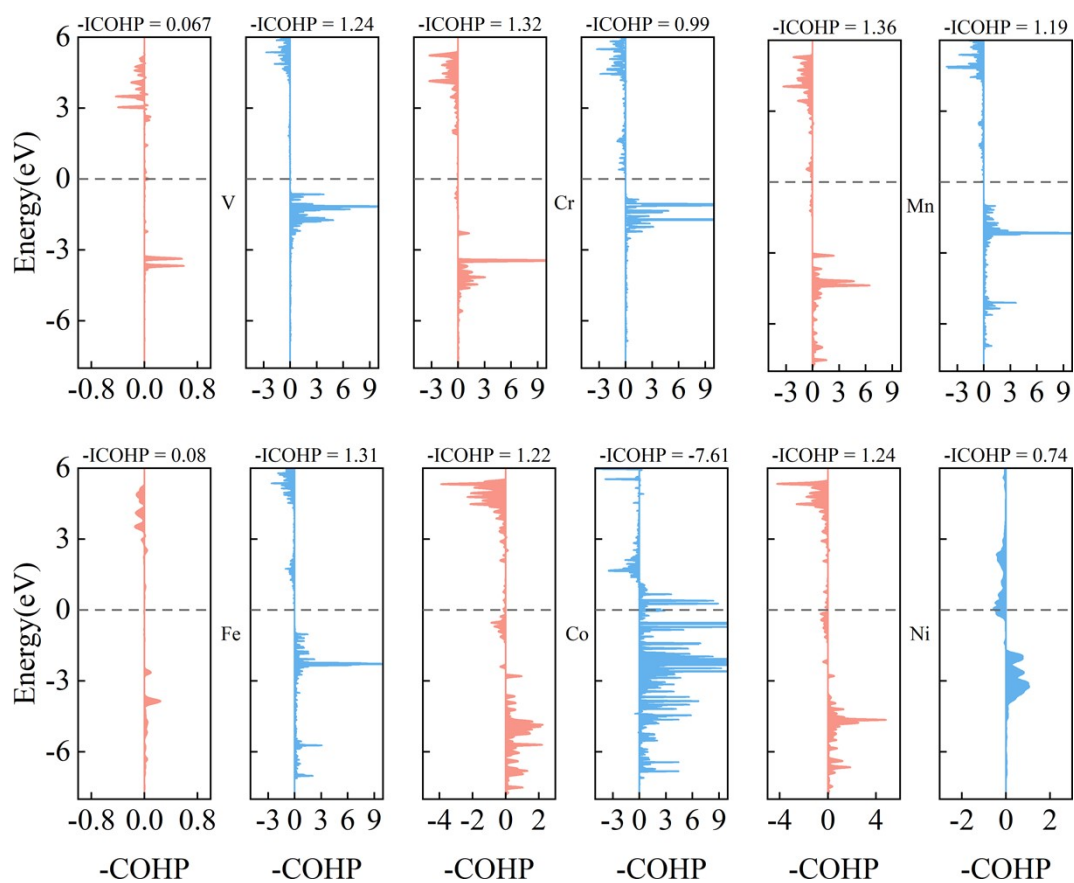 -ICOHP = 0.067 -ICOHP = 1.24 -ICOHP = 1.32 -ICOHP = 0.99 -ICOHP = 1.36 -ICOHP = 1.19
6
3
0
-3
-6
Energy(eV)
V Cr Mn
-0.8 0.0 0.8 -3 0 3 6 9 -3 0 3 6 9 -3 0 3 6 9 -3 0 3 6 9 -3 0 3 6 9
-ICOHP = 0.08 -ICOHP = 1.31 -ICOHP = 1.22 -ICOHP = -7.61 -ICOHP = 1.24 -ICOHP = 0.74
6
3
0
-3
-6
Energy(eV)
Fe Co Ni
-0.8 0.0 0.8 -3 0 3 6 9 -4 -2 0 2 -3 0 3 6 9 -4 0 4 -2 0 2
-COHP -COHP -COHP -COHP -COHP -COHP